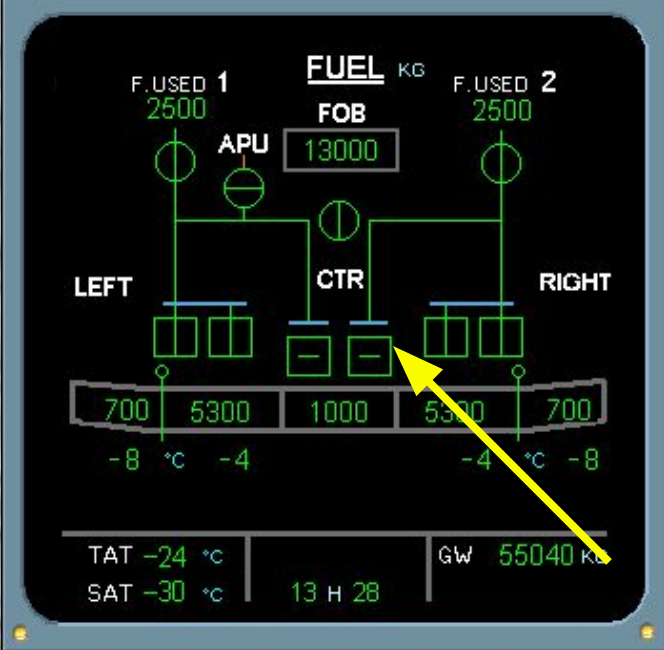 FUEL KG
F.USED 1
F.USED 2
2500
FOB
2500
APU
13000
LEFT
CTR
RIGHT
700 5300 1000 5300 700
-8 °C -4
-4 °C -8
TAT -24 °C
GW 55040 KG
SAT -30 °C
13 H 28